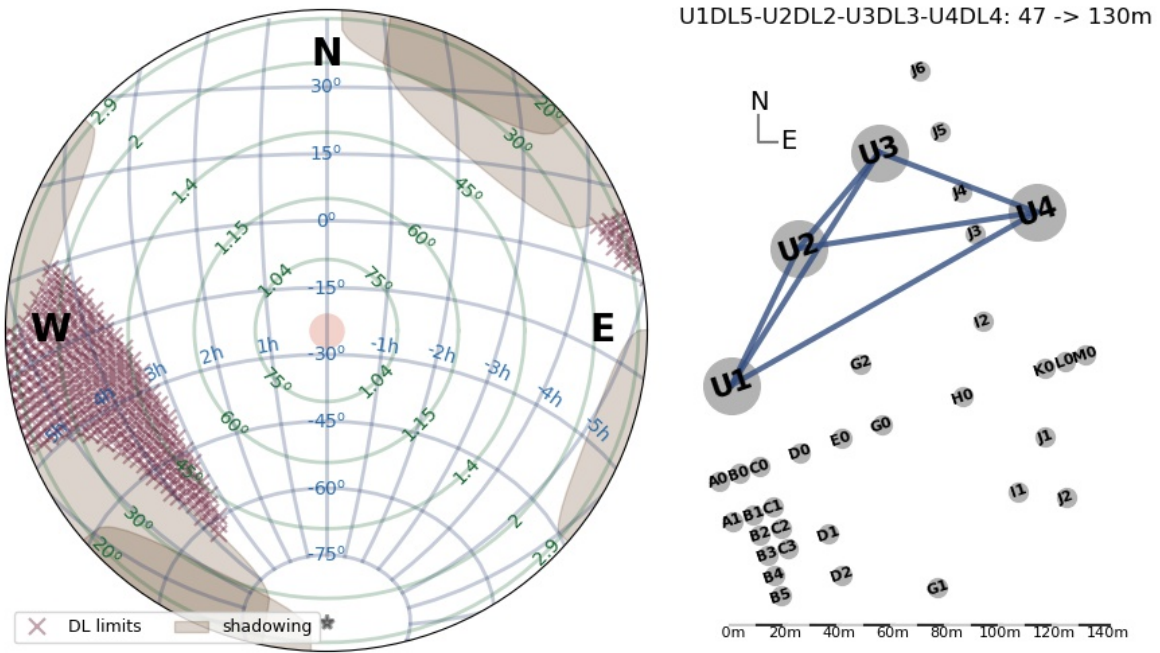 U1DL5-U2DL2-U3DL3-U4DL4: 47 -> 130m
N
2.9
2
30°
20°
30°
15°
1.4
45°
0°
1.15
60°
1.04
75°
-15°
W
E
3h
2h
1h
-30°
-1h
-2h
-3h
-4h
-5h
4h
5h
75°
1.04
60°
-45°
1.15
45°
-60°
1.4
30°
2
20°
-75°
2.9
*
DL limits
shadowing
J6
N
E
J5
U3
J4
U4
J3
U2
I2
U1
G2
K0 L0 M0
H0
G0
E0
J1
D0
A0 B0 C0
I1
J2
A1 B1 C1
B2 C2
D1
B3 C3
B4
D2
B5
G1
0m 20m 40m 60m 80m 100m 120m 140m